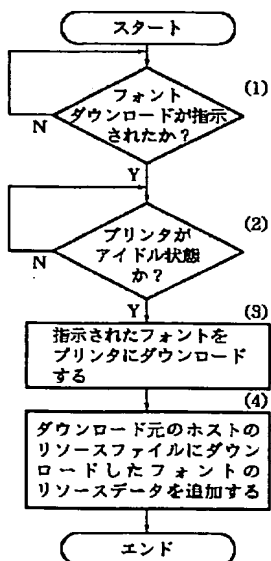 スタート
(1)
フォント
ダウンロードが指示
されたか？
N
Y
(2)
プリンタが
アイドル状態
か？
N
Y
(3)
指示されたフォントを
プリンタにダウンロード
する
(4)
ダウンロード元のホストの
リソースファイルにダウン
ロードしたフォントの
リソースデータを追加する
エンド